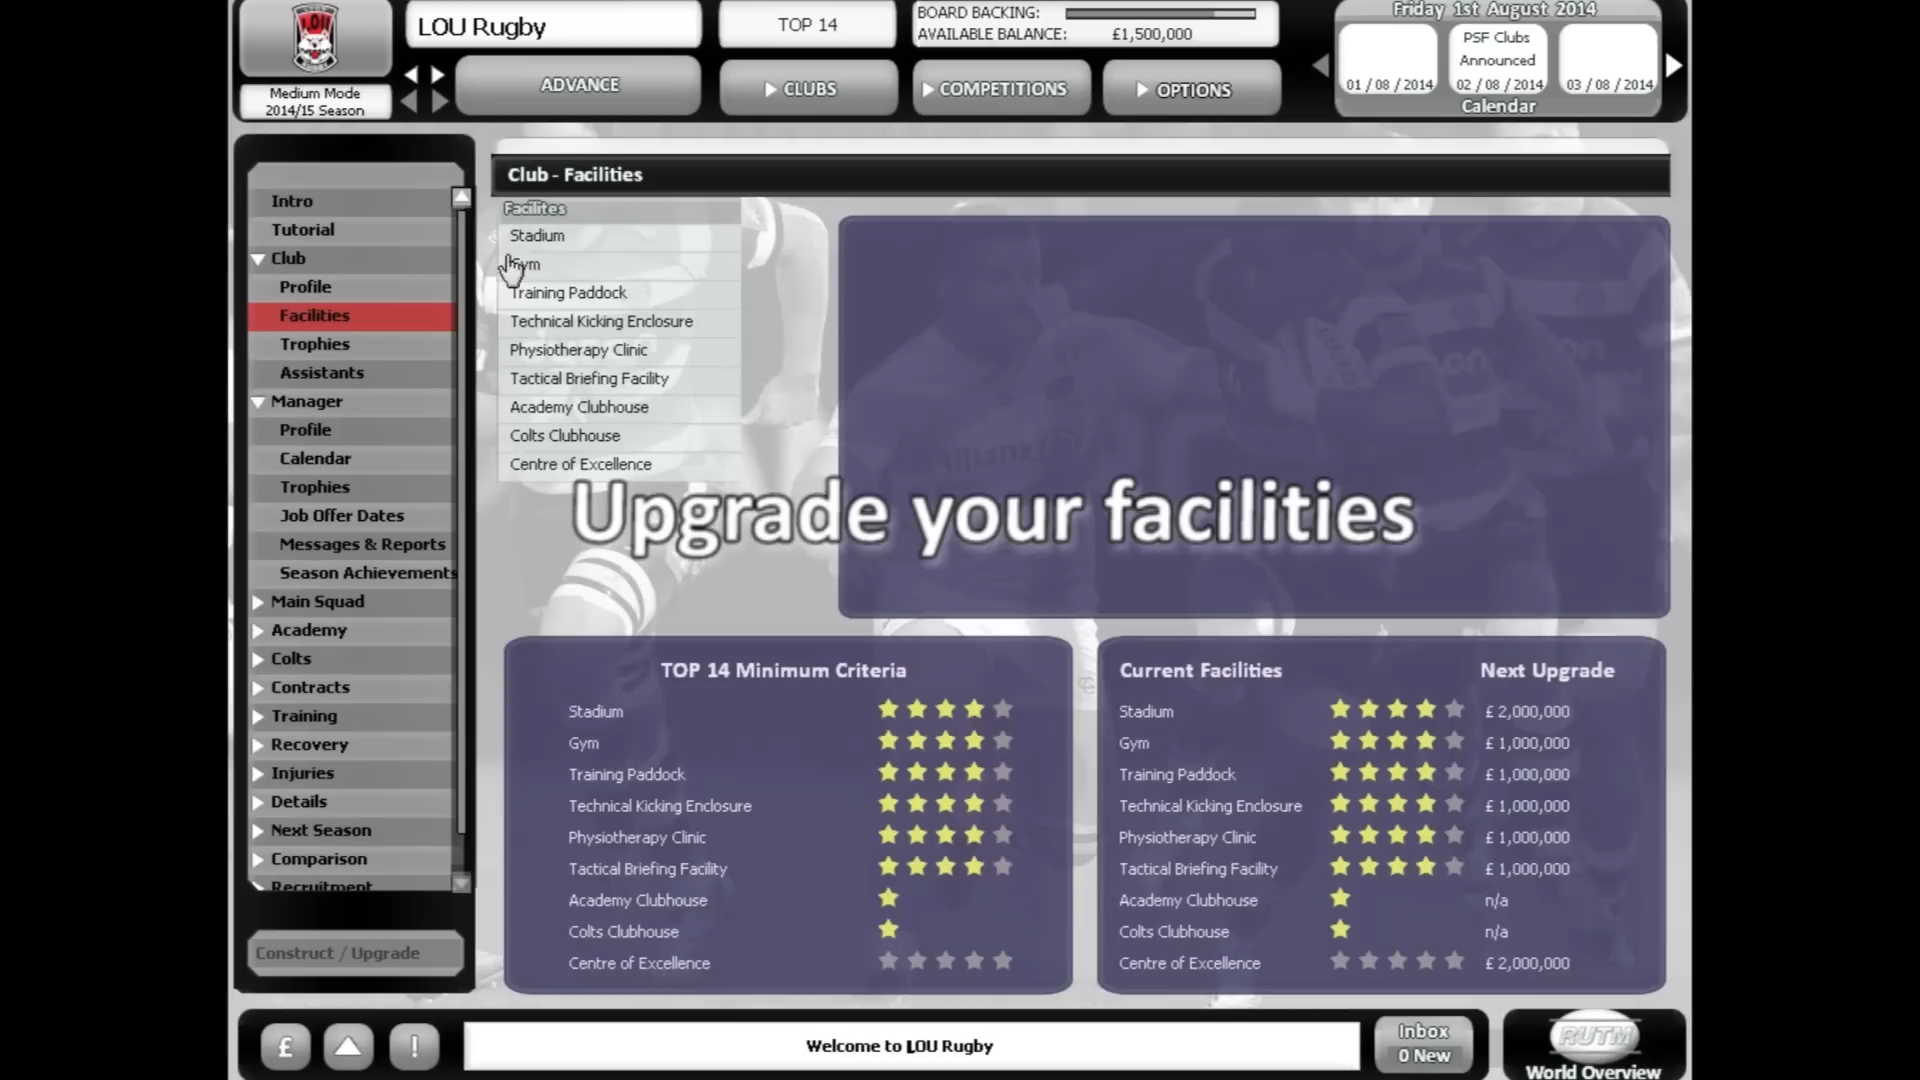 LOU
RUGBY
LOU Rugby
TOP 14
BOARD BACKING:
AVAILABLE BALANCE: £1,500,000
Friday 1st August 2014
PSF Clubs
Announced
01 / 08 / 2014
02 / 08 / 2014
03 / 08 / 2014
Calendar
Medium Mode
2014/15 Season
ADVANCE
CLUBS
COMPETITIONS
OPTIONS
Intro
Tutorial
Club
Profile
Facilities
Trophies
Assistants
Manager
Profile
Calendar
Trophies
Job Offer Dates
Messages & Reports
Season Achievements
Main Squad
Academy
Colts
Contracts
Training
Recovery
Injuries
Details
Next Season
Comparison
Recruitment
Construct / Upgrade
Club - Facilities
Facilites
Stadium
Gym
Training Paddock
Technical Kicking Enclosure
Physiotherapy Clinic
Tactical Briefing Facility
Academy Clubhouse
Colts Clubhouse
Centre of Excellence
Allianz
Upgrade your facilities
TOP 14 Minimum Criteria
Stadium
Gym
Training Paddock
Technical Kicking Enclosure
Physiotherapy Clinic
Tactical Briefing Facility
Academy Clubhouse
Colts Clubhouse
Centre of Excellence
Current Facilities Next Upgrade
Stadium £ 2,000,000
Gym £ 1,000,000
Training Paddock £ 1,000,000
Technical Kicking Enclosure £ 1,000,000
Physiotherapy Clinic £ 1,000,000
Tactical Briefing Facility £ 1,000,000
Academy Clubhouse n/a
Colts Clubhouse n/a
Centre of Excellence £ 2,000,000
£
!
Welcome to LOU Rugby
Inbox
0 New
RUTM
World Overview